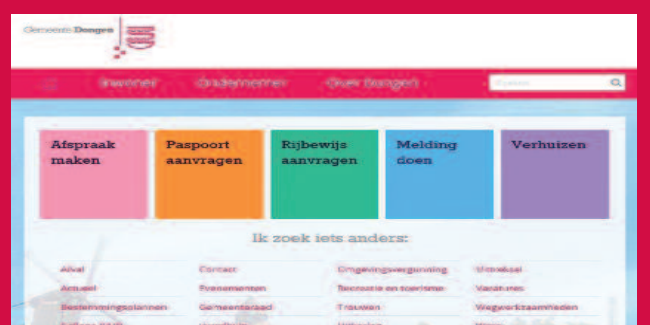 Gemeente Dongen
Inwoner Ondernemer Over Dongen Zoeken
Afspraak maken
Paspoort aanvragen
Rijbewijs aanvragen
Melding doen
Verhuizen
Ik zoek iets anders:
Afval Contact Omgevingsvergunning Uittreksel
Actueel Evenementen Recreatie en toerisme Vacatures
Bestemmingsplannen Gemeenteraad Trouwen Wegwerkzaamheden